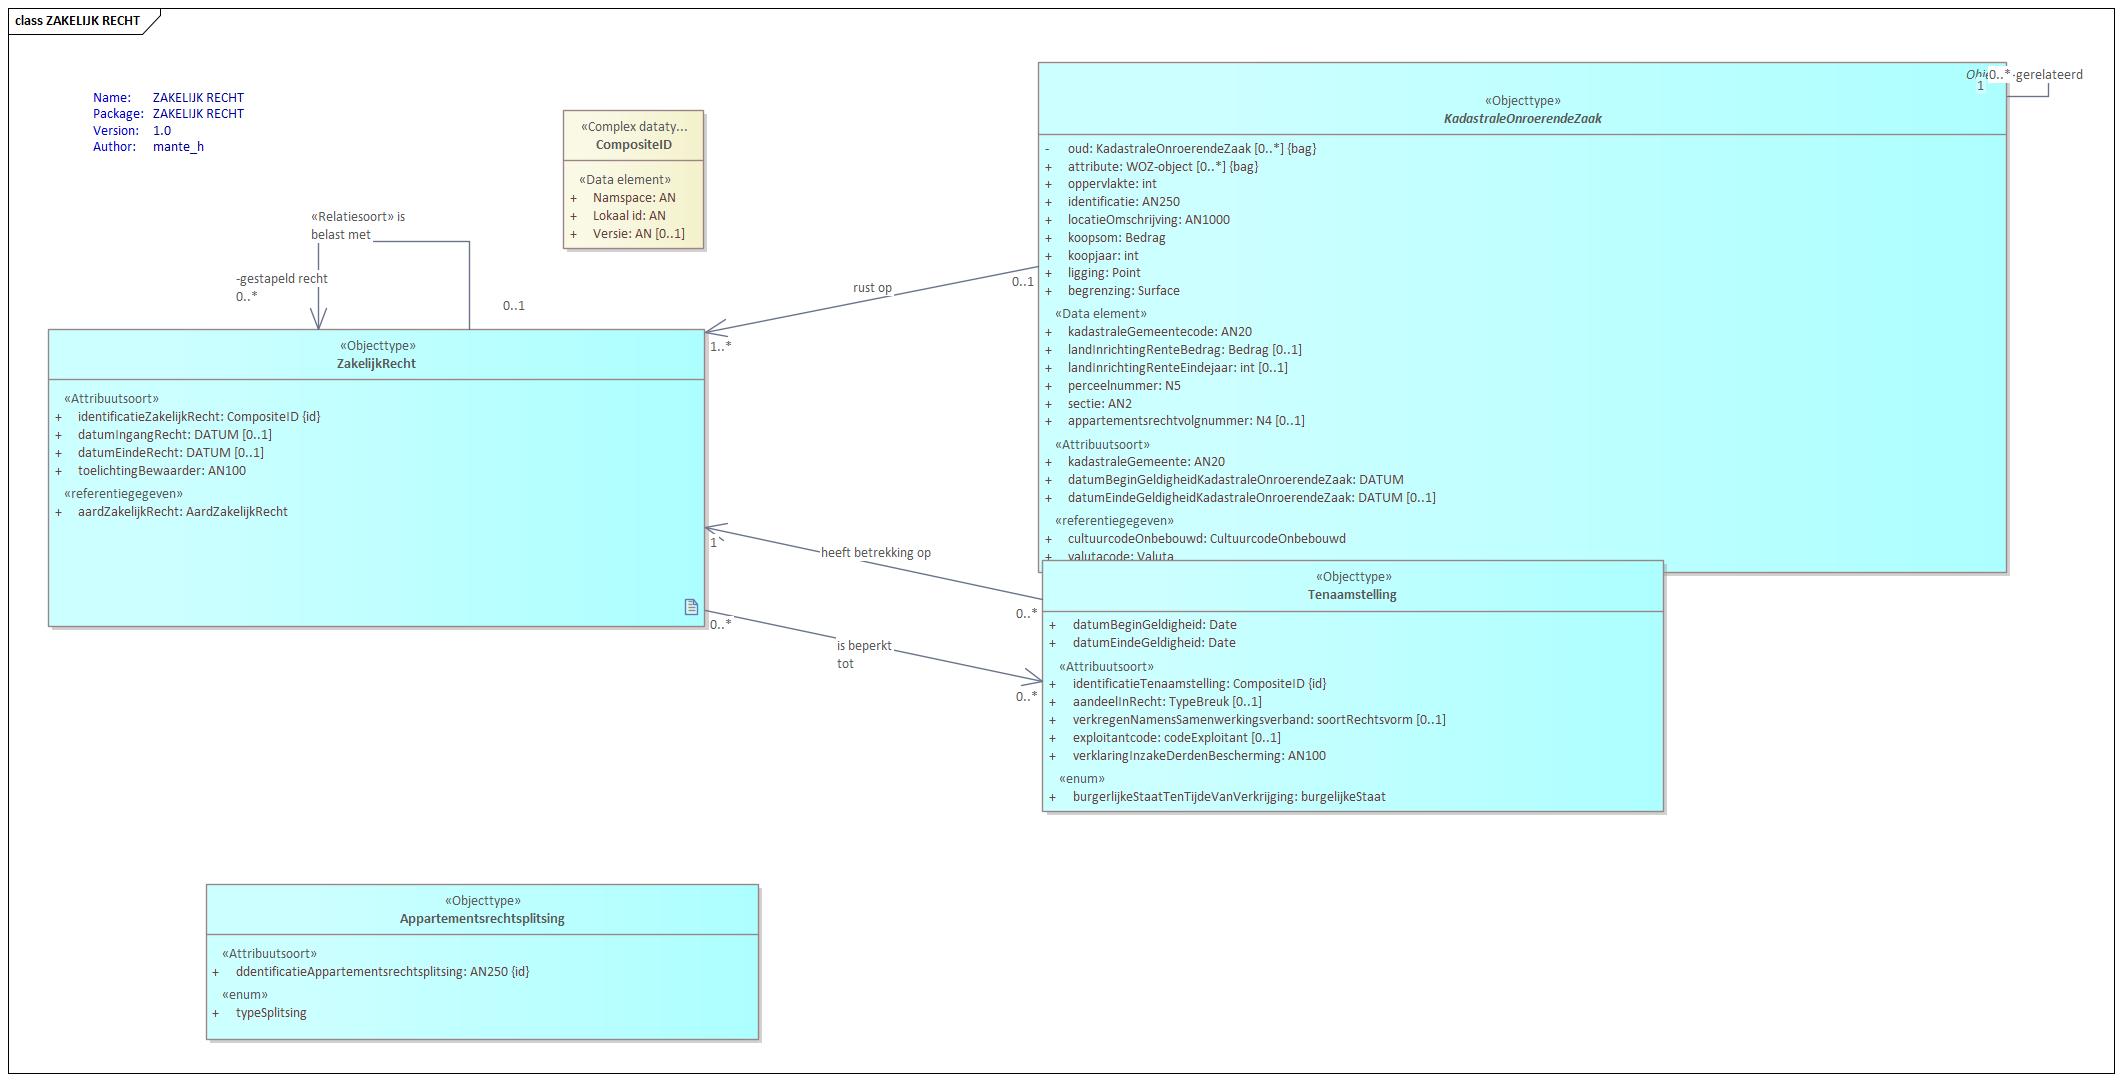 class ZAKELIJK RECHT
Name: ZAKELIJK RECHT
Package: ZAKELIJK RECHT
Version: 1.0
Author: mante_h
«Complex dataty...
CompositeID
«Data element»
+ Namspace: AN
+ Lokaal id: AN
+ Versie: AN [0..1]
«Relatiesoort» is
belast met
-gestapeld recht
0..*
0..1
«Objecttype»
ZakelijkRecht
«Attribuutsoort»
+ identificatieZakelijkRecht: CompositeID {id}
+ datumIngangRecht: DATUM [0..1]
+ datumEindeRecht: DATUM [0..1]
+ toelichtingBewaarder: AN100
«referentiegegeven»
+ aardZakelijkRecht: AardZakelijkRecht
rust op
0..1
1..*
heeft betrekking op
1
0..*
is beperkt
tot
0..*
0..*
0..* -gerelateerd
1
«Objecttype»
KadastraleOnroerendeZaak
- oud: KadastraleOnroerendeZaak [0..*] {bag}
+ attribute: WOZ-object [0..*] {bag}
+ oppervlakte: int
+ identificatie: AN250
+ locatieOmschrijving: AN1000
+ koopsom: Bedrag
+ koopjaar: int
+ ligging: Point
+ begrenzing: Surface
«Data element»
+ kadastraleGemeentecode: AN20
+ landInrichtingRenteBedrag: Bedrag [0..1]
+ landInrichtingRenteEindejaar: int [0..1]
+ perceelnummer: N5
+ sectie: AN2
+ appartementsrechtvolgnummer: N4 [0..1]
«Attribuutsoort»
+ kadastraleGemeente: AN20
+ datumBeginGeldigheidKadastraleOnroerendeZaak: DATUM
+ datumEindeGeldigheidKadastraleOnroerendeZaak: DATUM [0..1]
«referentiegegeven»
+ cultuurcodeOnbebouwd: CultuurcodeOnbebouwd
+ valutacode: Valuta
«Objecttype»
Tenaamstelling
+ datumBeginGeldigheid: Date
+ datumEindeGeldigheid: Date
«Attribuutsoort»
+ identificatieTenaamstelling: CompositeID {id}
+ aandeelInRecht: TypeBreuk [0..1]
+ verkregenNamensSamenwerkingsverband: soortRechtsvorm [0..1]
+ exploitantcode: codeExploitant [0..1]
+ verklaringInzakeDerdenBescherming: AN100
«enum»
+ burgerlijkeStaatTenTijdeVanVerkrijging: burgelijkeStaat
«Objecttype»
Appartementsrechtsplitsing
«Attribuutsoort»
+ ddentificatieAppartementsrechtsplitsing: AN250 {id}
«enum»
+ typeSplitsing